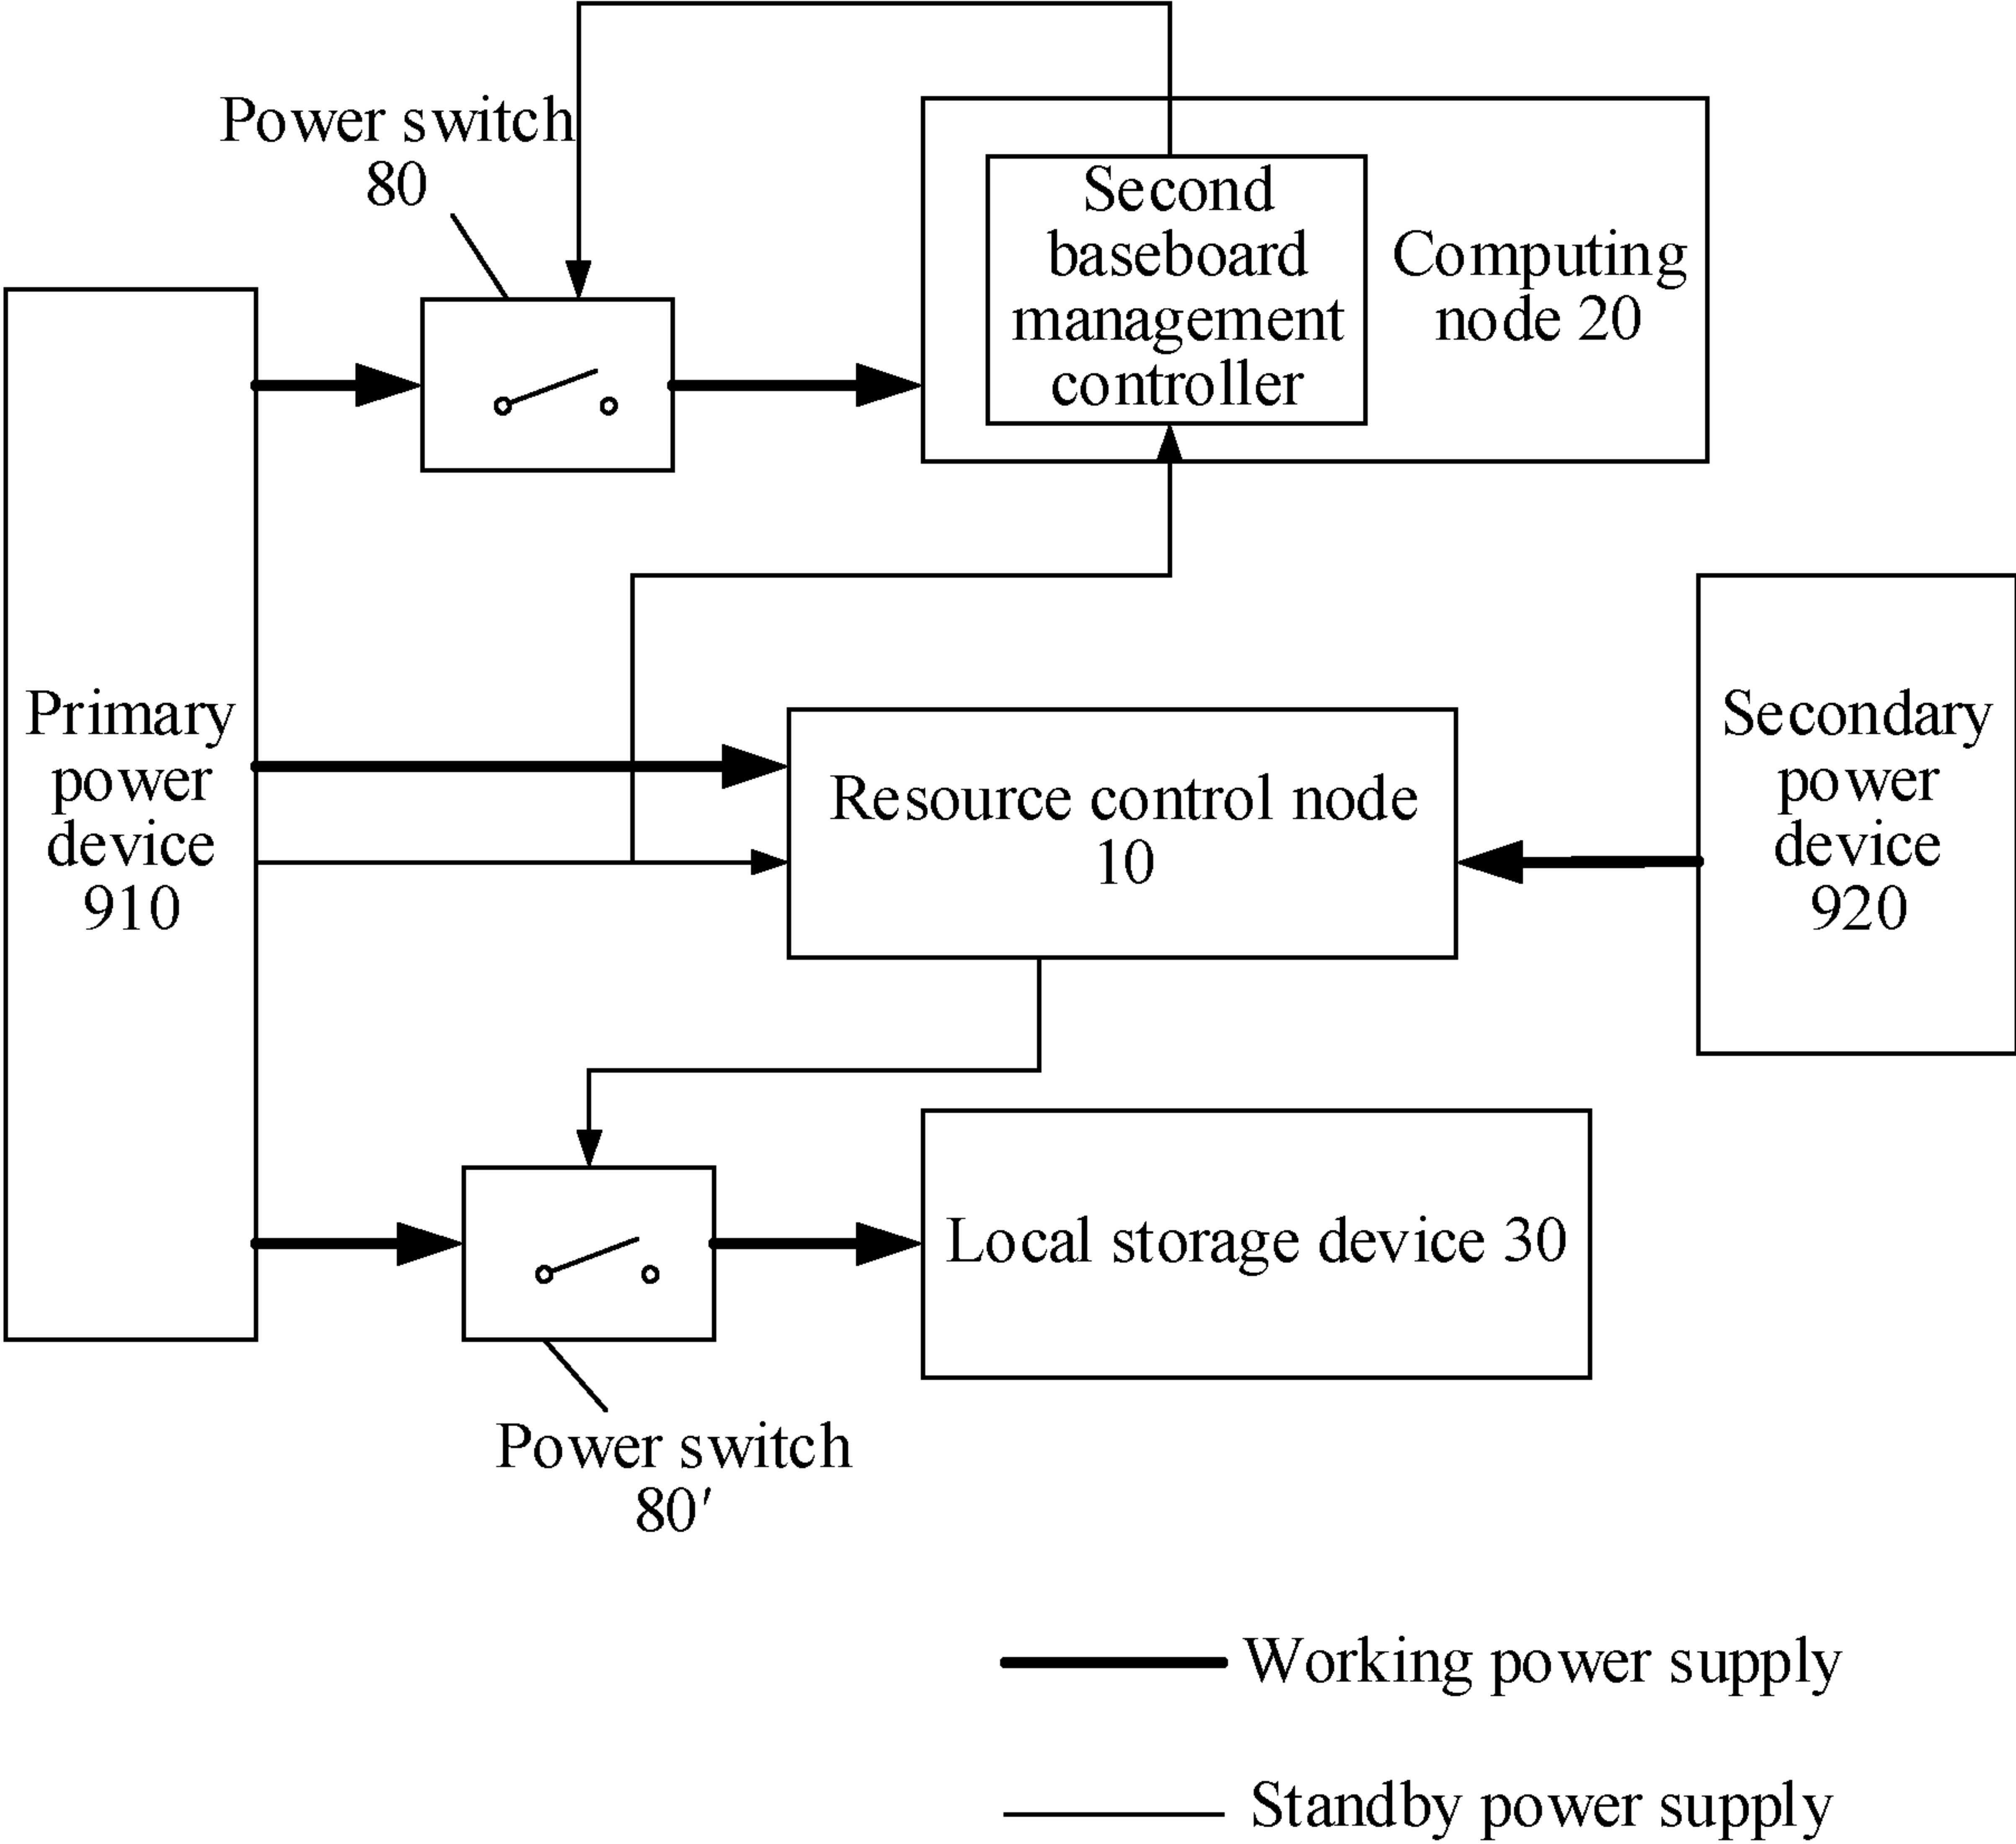 Power switch
80
Second
baseboard
management
controller
Computing
node 20
Primary
power
device
910
Resource control node
10
Secondary
power
device
920
Local storage device 30
Power switch
80′
Working power supply
Standby power supply